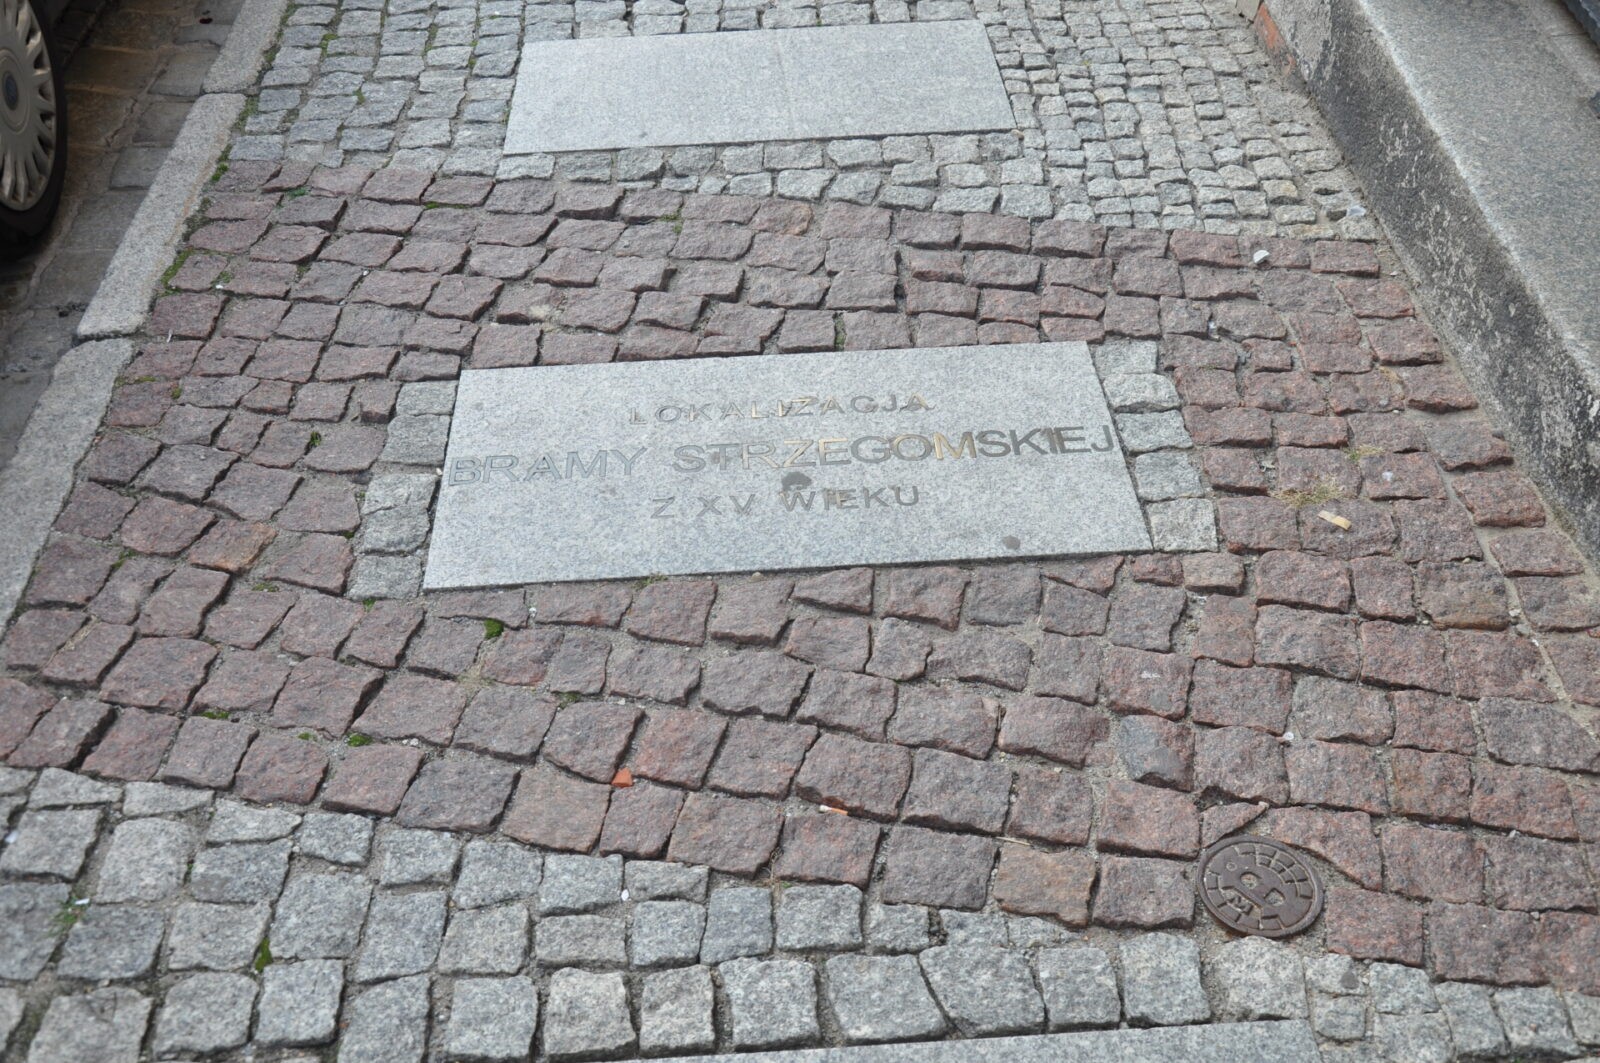 LOKALIZACJA
BRAMY STRZEGOMSKIEJ
Z XV WIEKU